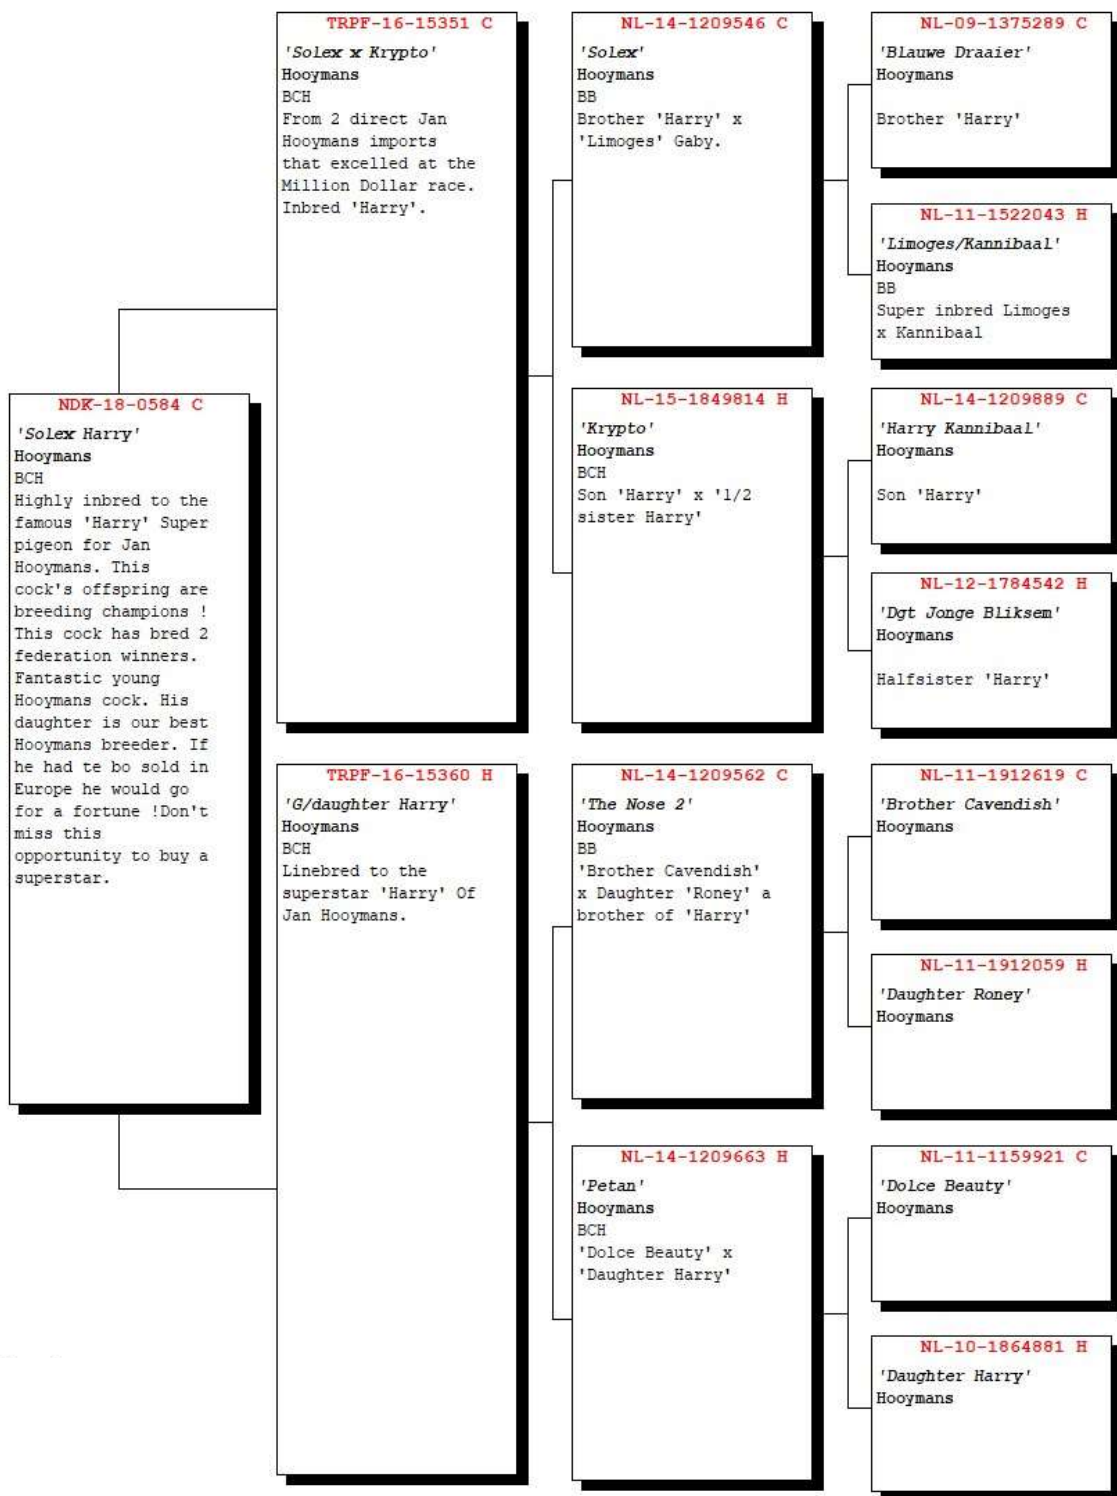 NDK-18-0584 C
'Solex Harry'
Hooymans
BCH
Highly inbred to the
famous 'Harry' Super
pigeon for Jan
Hooymans. This
cock's offspring are
breeding champions !
This cock has bred 2
federation winners.
Fantastic young
Hooymans cock. His
daughter is our best
Hooymans breeder. If
he had te bo sold in
Europe he would go
for a fortune !Don't
miss this
opportunity to buy a
superstar.
TRPF-16-15351 C
'Solex x Krypto'
Hooymans
BCH
From 2 direct Jan
Hooymans imports
that excelled at the
Million Dollar race.
Inbred 'Harry'.
TRPF-16-15360 H
'G/daughter Harry'
Hooymans
BCH
Linebred to the
superstar 'Harry' Of
Jan Hooymans.
NL-14-1209546 C
'Solex'
Hooymans
BB
Brother 'Harry' x
'Limoges' Gaby.
NL-15-1849814 H
'Krypto'
Hooymans
BCH
Son 'Harry' x '1/2
sister Harry'
NL-14-1209562 C
'The Nose 2'
Hooymans
BB
'Brother Cavendish'
x Daughter 'Roney' a
brother of 'Harry'
NL-14-1209663 H
'Petan'
Hooymans
BCH
'Dolce Beauty' x
'Daughter Harry'
NL-09-1375289 C
'Blauwe Draaier'
Hooymans
Brother 'Harry'
NL-11-1522043 H
'Limoges/Kannibaal'
Hooymans
BB
Super inbred Limoges
x Kannibaal
NL-14-1209889 C
'Harry Kannibaal'
Hooymans
Son 'Harry'
NL-12-1784542 H
'Dgt Jonge Bliksem'
Hooymans
Halfsister 'Harry'
NL-11-1912619 C
'Brother Cavendish'
Hooymans
NL-11-1912059 H
'Daughter Roney'
Hooymans
NL-11-1159921 C
'Dolce Beauty'
Hooymans
NL-10-1864881 H
'Daughter Harry'
Hooymans